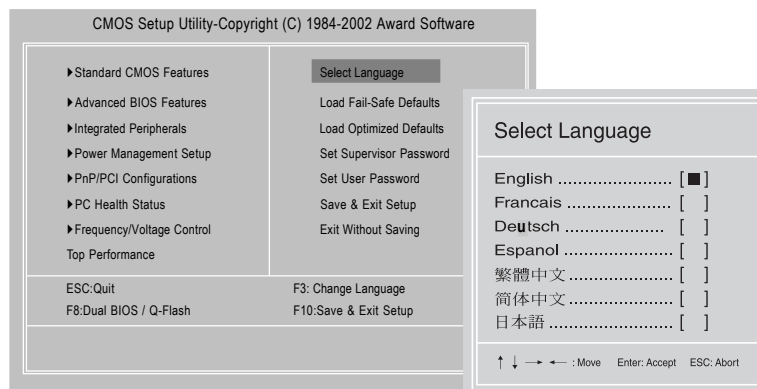 CMOS Setup Utility-Copyright (C) 1984-2002 Award Software
▶Standard CMOS Features
▶Advanced BIOS Features
▶Integrated Peripherals
▶Power Management Setup
▶PnP/PCI Configurations
▶PC Health Status
▶Frequency/Voltage Control
Top Performance
Select Language
Load Fail-Safe Defaults
Load Optimized Defaults
Set Supervisor Password
Set User Password
Save & Exit Setup
Exit Without Saving
ESC:Quit
F3: Change Language
F8:Dual BIOS / Q-Flash
F10:Save & Exit Setup
Select Language
English ...................... [■]
Francais ..................... [ ]
Deutsch ................... [ ]
Espanol ...................... [ ]
繁體中文...................... [ ]
简体中文...................... [ ]
日本語 ........................ [ ]
↑ ↓ → ← : Move Enter: Accept ESC: Abort